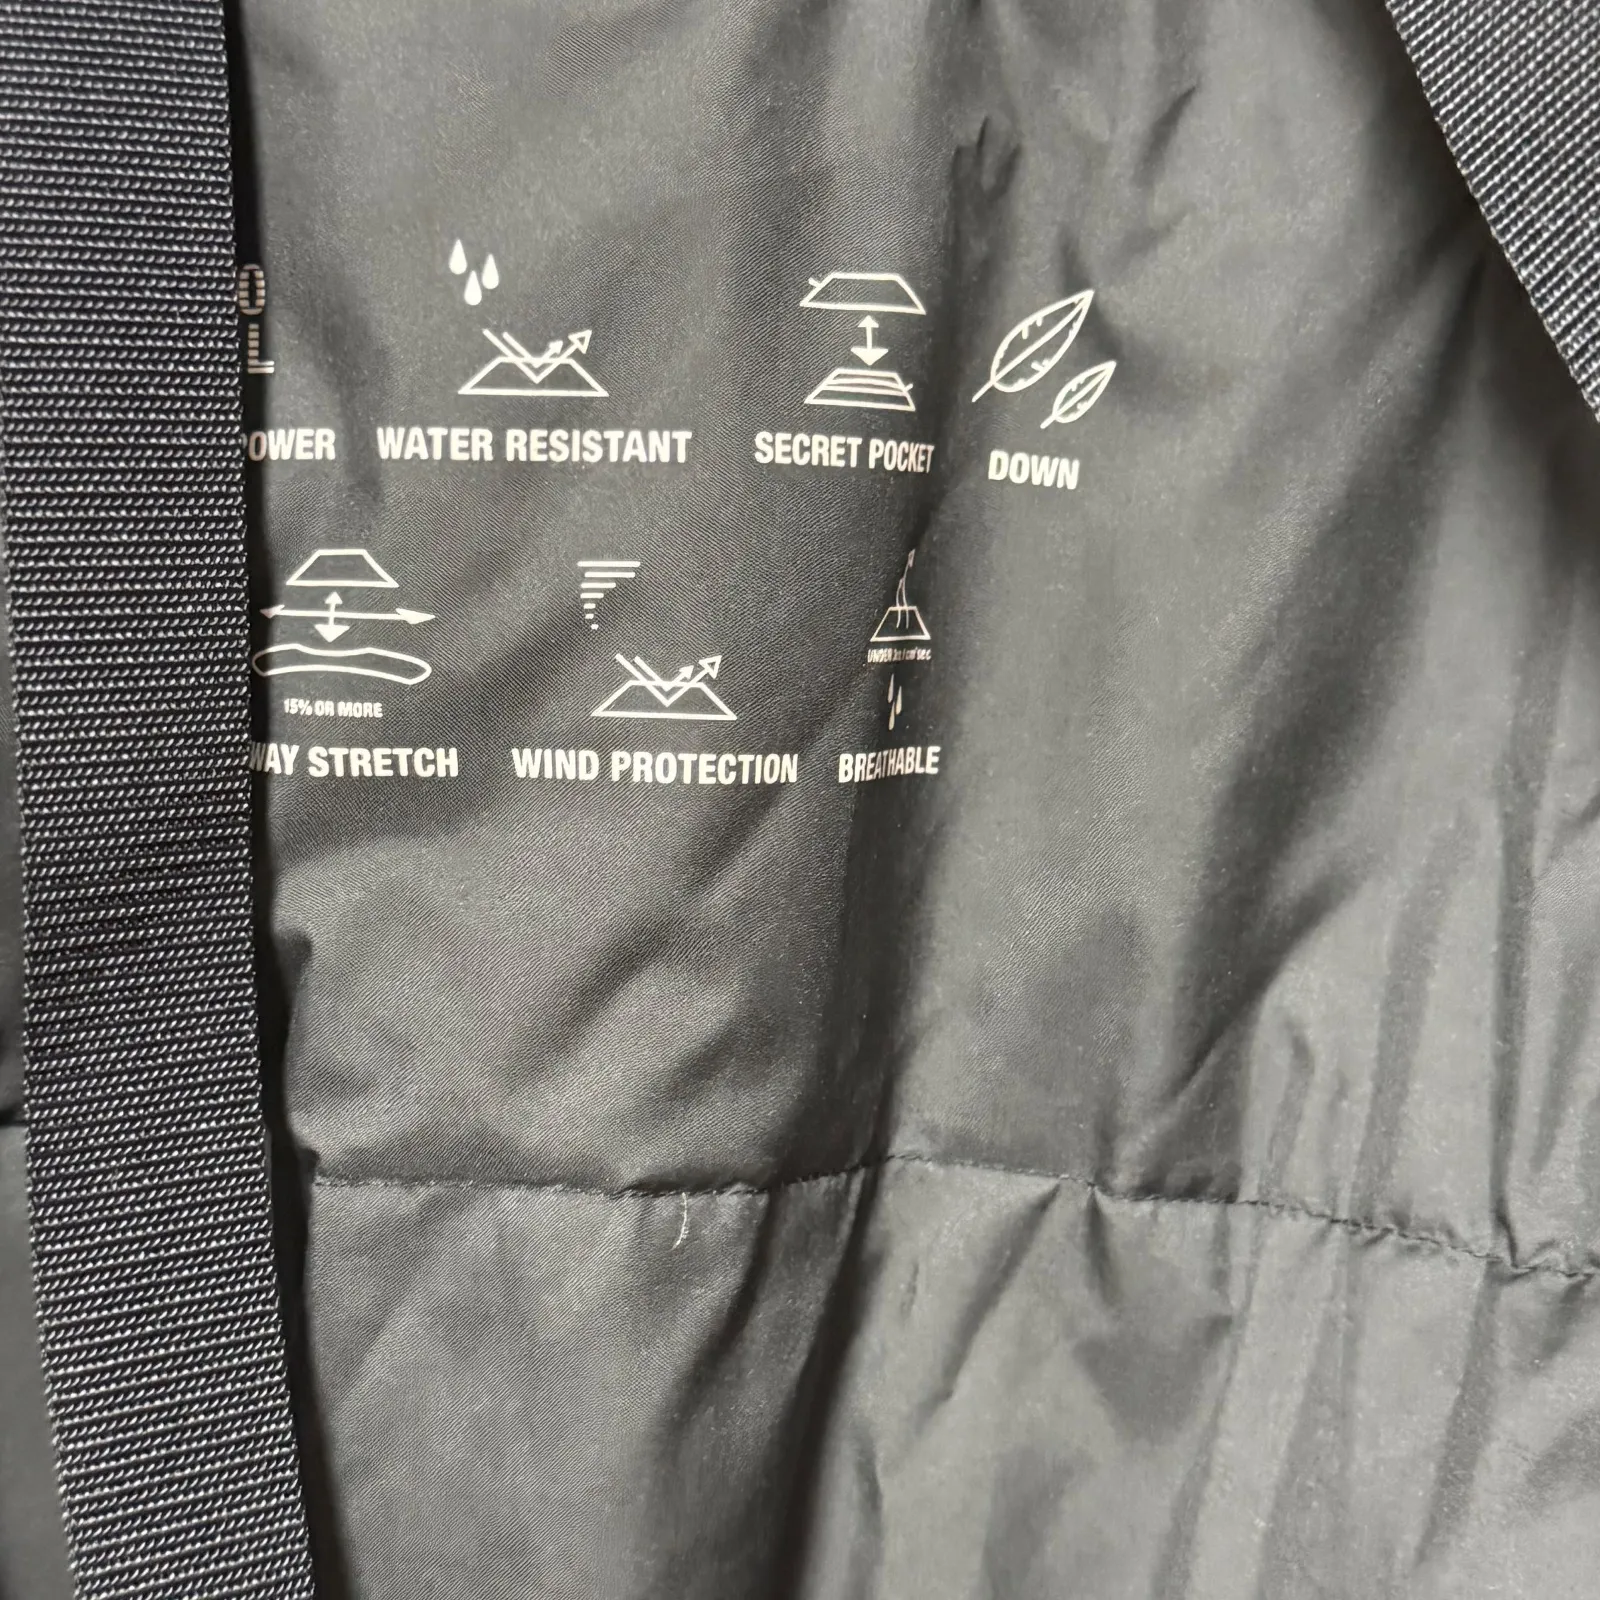 POWER WATER RESISTANT SECRET POCKET DOWN
15% OR MORE
WAY STRETCH WIND PROTECTION BREATHABLE